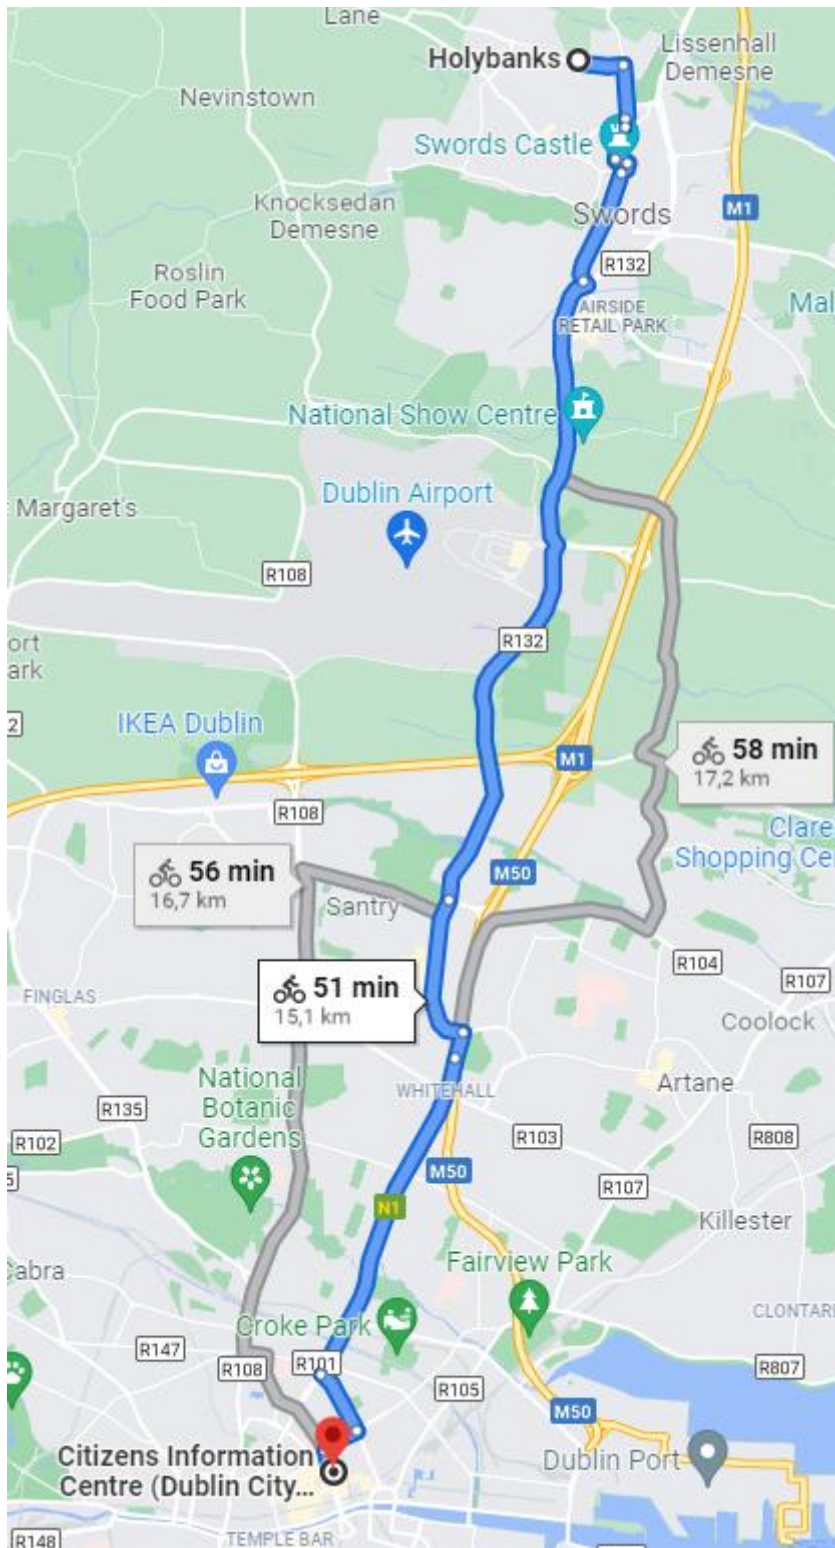 Lane
Holybanks
Lissenhall
Demesne
Nevinstown
Swords Castle
Knocksedan
Demesne
Swords
M1
Roslin
Food Park
R132
AIRSIDE
RETAIL PARK
Mal
National Show Centre
Dublin Airport
Margaret's
R108
ort
ark
R132
2
IKEA Dublin
M1
58 min
17,2 km
R108
Clare
Shopping Ce
56 min
16,7 km
M50
Santry
R104
51 min
15,1 km
R107
FINGLAS
Coolock
National
Botanic
Gardens
WHITEHALL
Artane
R135
R102
R103
R808
5
M50
R107
N1
Killester
Cabra
Fairview Park
Croke Park
CLONTAR
R147
R108
R101
R105
R807
M50
Citizens Information
Centre (Dublin City...
Dublin Port
R148
TEMPLE BAR